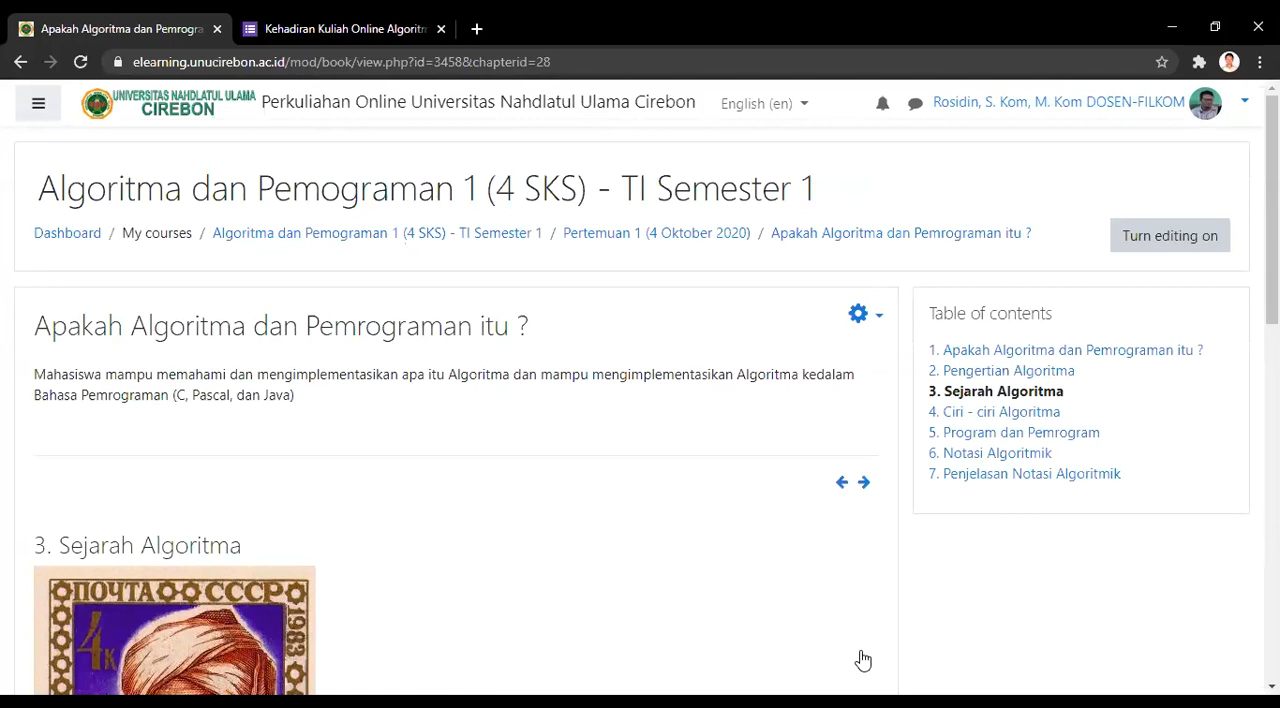 Apakah Algoritma dan Pemrogra
Kehadiran Kuliah Online Algoritm
elearning.unucirebon.ac.id/mod/book/view.php?id=3458&chapterid=28
UNIVERSITAS NAHDLATUL ULAMA
CIREBON
Perkuliahan Online Universitas Nahdlatul Ulama Cirebon
English (en)
Rosidin, S. Kom, M. Kom DOSEN-FILKOM
Algoritma dan Pemograman 1 (4 SKS) - TI Semester 1
Dashboard / My courses / Algoritma dan Pemograman 1 (4 SKS) - TI Semester 1 / Pertemuan 1 (4 Oktober 2020) / Apakah Algoritma dan Pemrograman itu ?
Turn editing on
Apakah Algoritma dan Pemrograman itu ?
Mahasiswa mampu memahami dan mengimplementasikan apa itu Algoritma dan mampu mengimplementasikan Algoritma kedalam
Bahasa Pemrograman (C, Pascal, dan Java)
3. Sejarah Algoritma
ПОЧТА СССР
1983
4К
Table of contents
1. Apakah Algoritma dan Pemrograman itu ?
2. Pengertian Algoritma
3. Sejarah Algoritma
4. Ciri - ciri Algoritma
5. Program dan Pemrogram
6. Notasi Algoritmik
7. Penjelasan Notasi Algoritmik